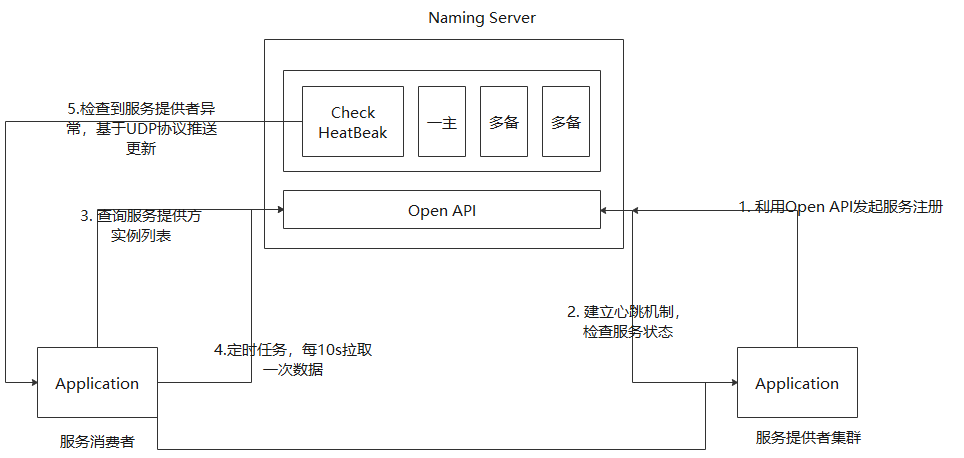 Naming Server
5.检查到服务提供者异
常，基于UDP协议推送
更新
Check
HeatBeak
一主
多备
多备
Open API
3. 查询服务提供方
实例列表
1. 利用Open API发起服务注册
2. 建立心跳机制，
检查服务状态
4.定时任务，每10s拉取
一次数据
Application
Application
服务消费者
服务提供者集群